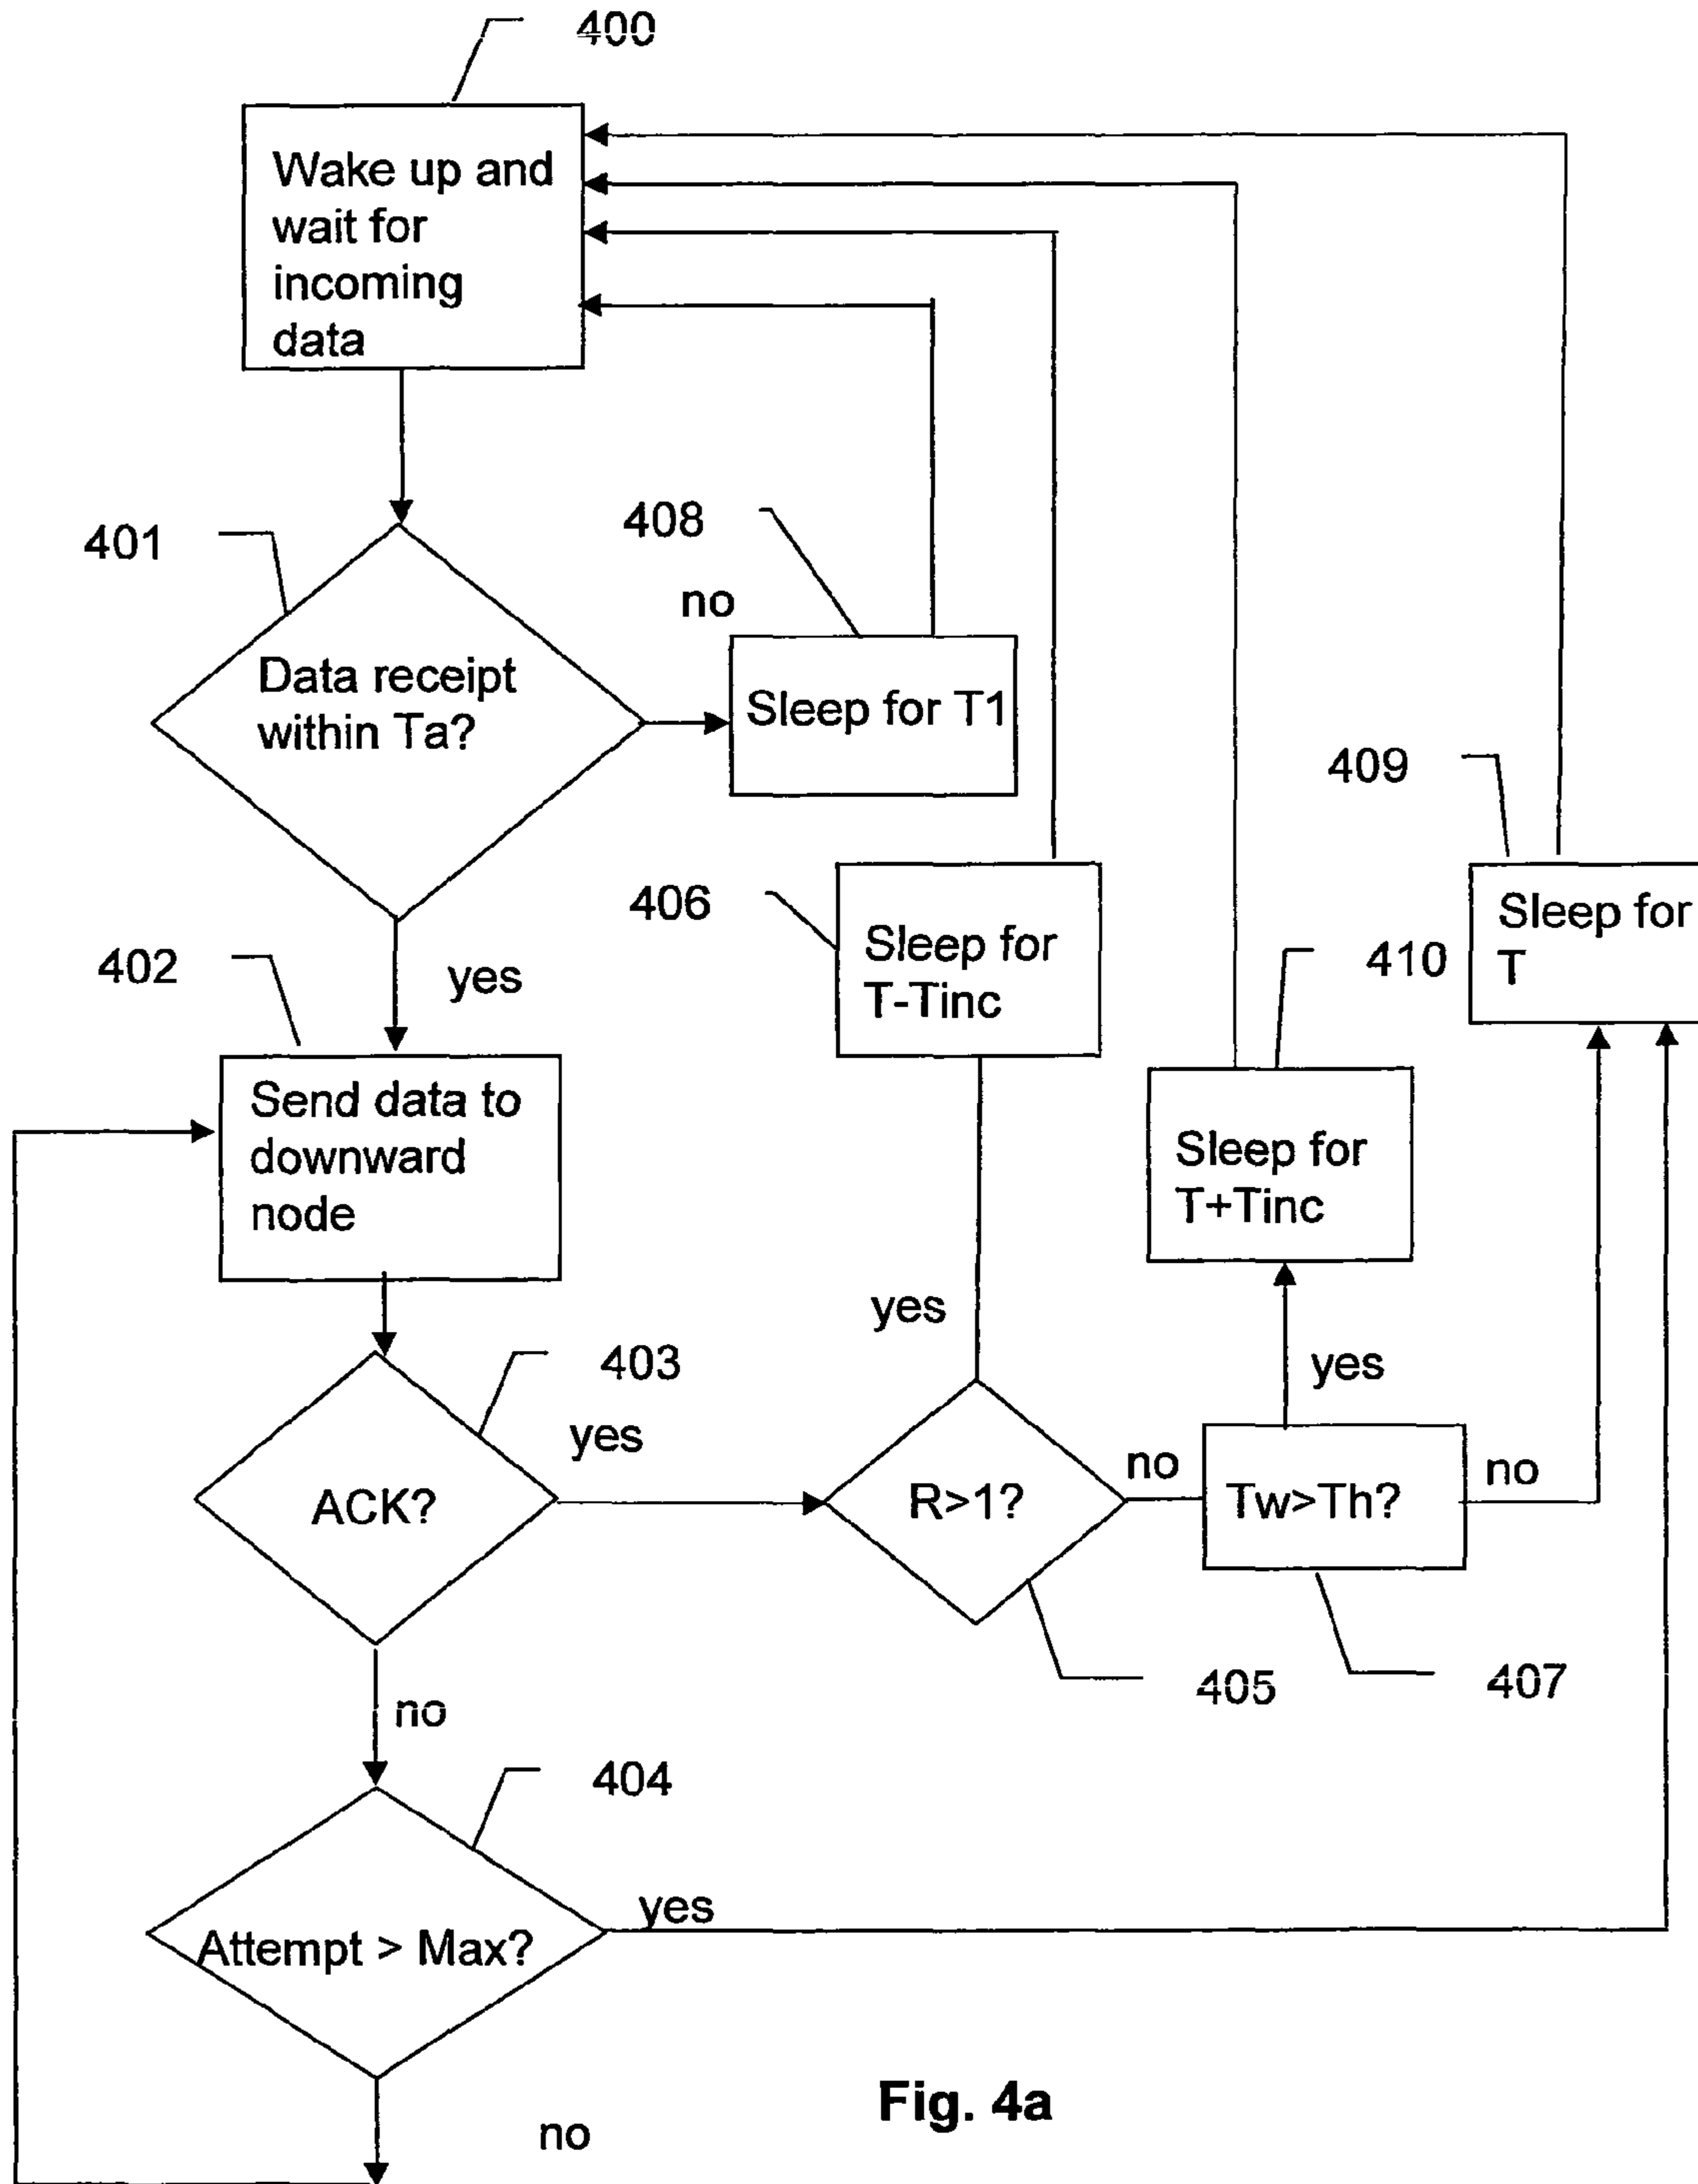 400
Wake up and
wait for
incoming
data
401
408
no
Data receipt
within Ta?
Sleep for T1
409
406
Sleep for
T-Tinc
410
Sleep for
T
402
yes
Send data to
downward
node
Sleep for
T+Tinc
yes
yes
403
yes
ACK?
R>1?
no
Tw>Th?
no
405
407
no
404
Attempt > Max?
yes
Fig. 4a
no